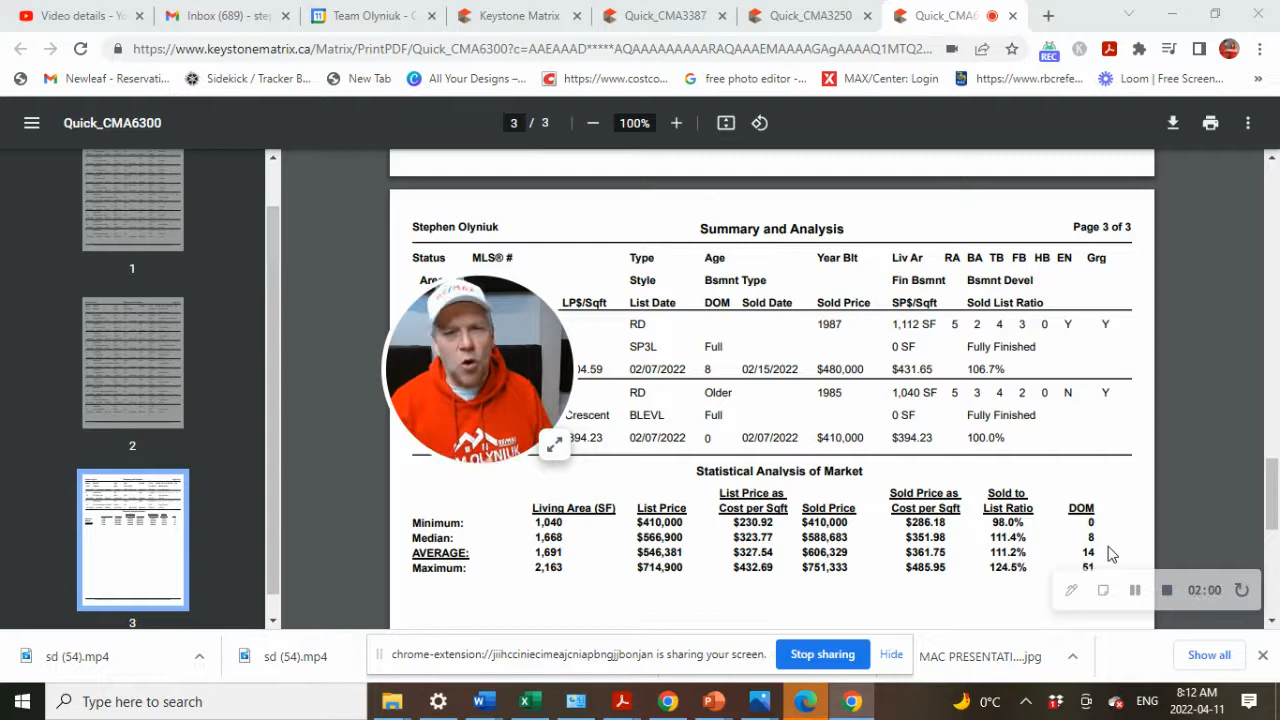 Video details - Yo
Inbox (689) - step
Team Olyniuk - C
Keystone Matrix
Quick_CMA3387
Quick_CMA3250
Quick_CMA6
https://www.keystonematrix.ca/Matrix/PrintPDF/Quick_CMA6300?c=AAEAAAD*****AQAAAAAAAAARAQAAAEMAAAAGAgAAAAQ1MTQ2...
REC
Newleaf - Reservati...
Sidekick / Tracker B...
New Tab
All Your Designs –...
https://www.costco...
free photo editor -...
MAX/Center: Login
https://www.rbcrefe...
Loom | Free Screen...
Quick_CMA6300
3 / 3
100%
1
2
3
Stephen Olyniuk Summary and Analysis Page 3 of 3
Status MLS® # Type Age Year Blt Liv Ar RA BA TB FB HB EN Grg
Area Style Bsmnt Type Fin Bsmnt Bsmnt Devel
LP$/Sqft List Date DOM Sold Date Sold Price SP$/Sqft Sold List Ratio
RD 1987 1,112 SF 5 2 4 3 0 Y Y
SP3L Full 0 SF Fully Finished
04.59 02/07/2022 8 02/15/2022 $480,000 $431.65 106.7%
RD Older 1985 1,040 SF 5 3 4 2 0 N Y
Crescent BLEVL Full 0 SF Fully Finished
394.23 02/07/2022 0 02/07/2022 $410,000 $394.23 100.0%
Statistical Analysis of Market
List Price as Sold Price as Sold to
Living Area (SF) List Price Cost per Sqft Sold Price Cost per Sqft List Ratio DOM
Minimum: 1,040 $410,000 $230.92 $410,000 $286.18 98.0% 0
Median: 1,668 $566,900 $323.77 $588,683 $351.98 111.4% 8
AVERAGE: 1,691 $546,381 $327.54 $606,329 $361.75 111.2% 14
Maximum: 2,163 $714,900 $432.69 $751,333 $485.95 124.5% 51
OLYNIUK
02:00
sd (54).mp4
sd (54).mp4
chrome-extension://jiihcciniecimeajcniapbngjjbonjan is sharing your screen.
Stop sharing
Hide
MAC PRESENTATI....jpg
Show all
Type here to search
0°C
ENG
8:12 AM
2022-04-11